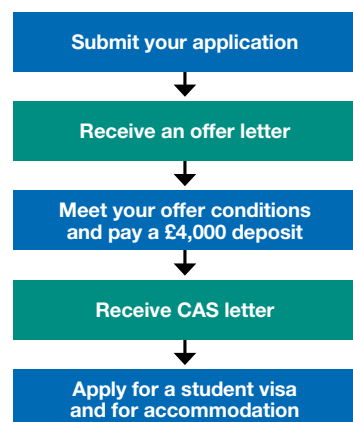 Submit your application
Receive an offer letter
Meet your offer conditions
and pay a £4,000 deposit
Receive CAS letter
Apply for a student visa
and for accommodation